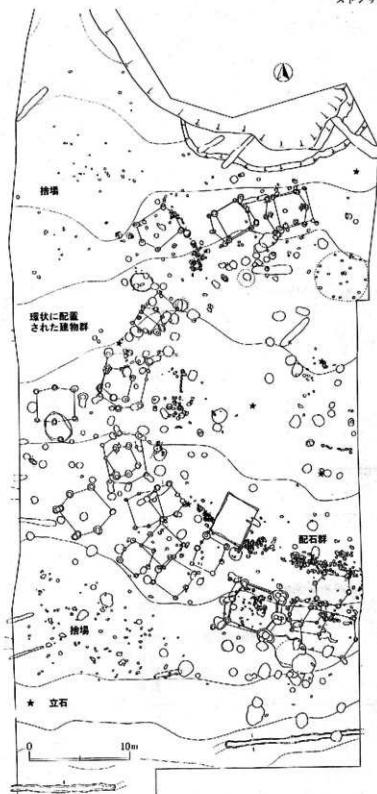 捨場
環状に配置
された建物群
配石群
捨場
★ 立石
0 10m